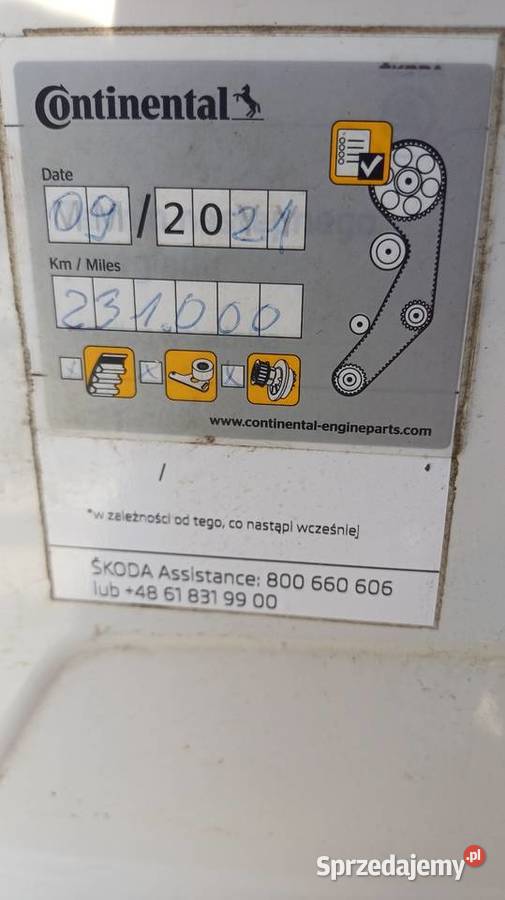 Continental
Date
09/2021
Km / Miles
231.000
www.continental-engineparts.com
/
*w zależności od tego, co nastąpi wcześniej
ŠKODA Assistance: 800 660 606
lub +48 61 831 99 00
Sprzedajemy.pl